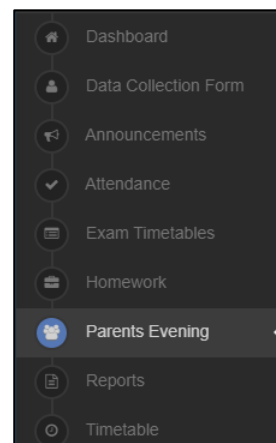 Dashboard
Data Collection Form
Announcements
Attendance
Exam Timetables
Homework
Parents Evening
Reports
Timetable